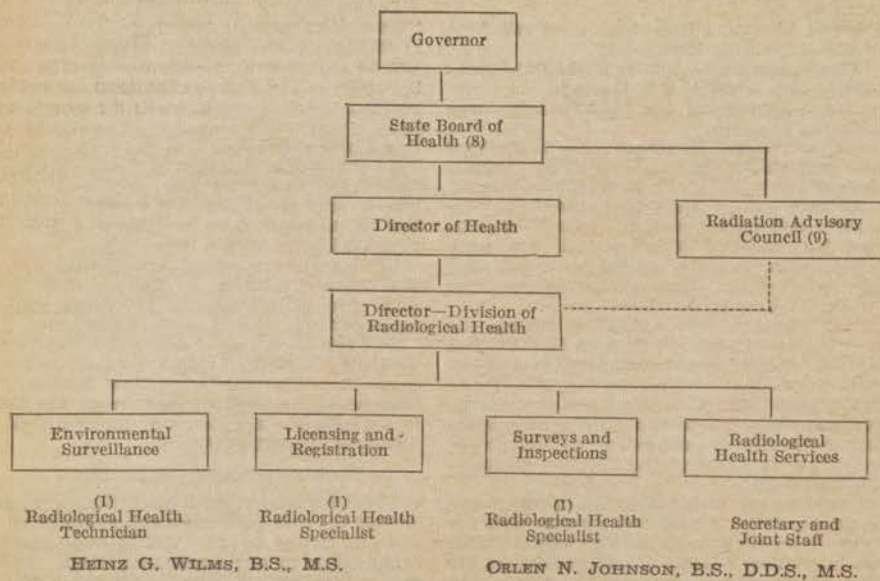 Governor
State Board of
Health (8)
Director of Health
Radiation Advisory
Council (9)
Director—Division of
Radiological Health
Environmental
Surveillance
Licensing and -
Registration
Surveys and
Inspections
Radiological
Health Services
(1)
Radiological Health
Technician
(1)
Radiological Health
Specialist
(1)
Radiological Health
Specialist
Secretary and
Joint Staff
HEINZ G. WILMS, B.S., M.S.
ORLEN N. JOHNSON, B.S., D.D.S., M.S.